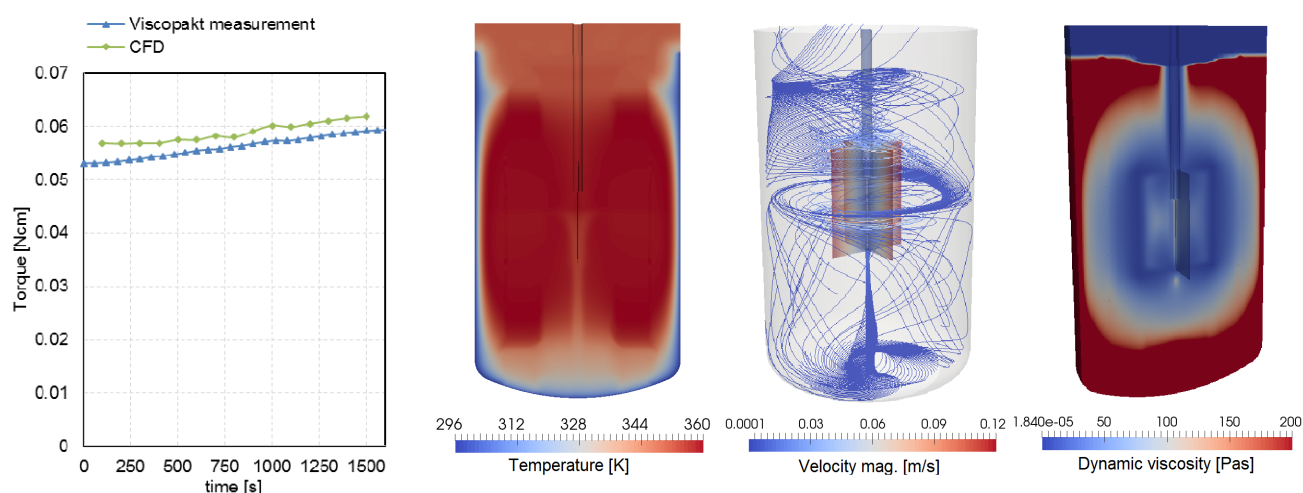 Viscopakt measurement
CFD
0.07
0.06
0.05
0.04
0.03
0.02
0.01
0
Torque [Ncm]
0 250 500 750 1000 1250 1500
time [s]
296 312 328 344 360
Temperature [K]
0.0001 0.03 0.06 0.09 0.12
Velocity mag. [m/s]
1.840e-05 50 100 150 200
Dynamic viscosity [Pas]